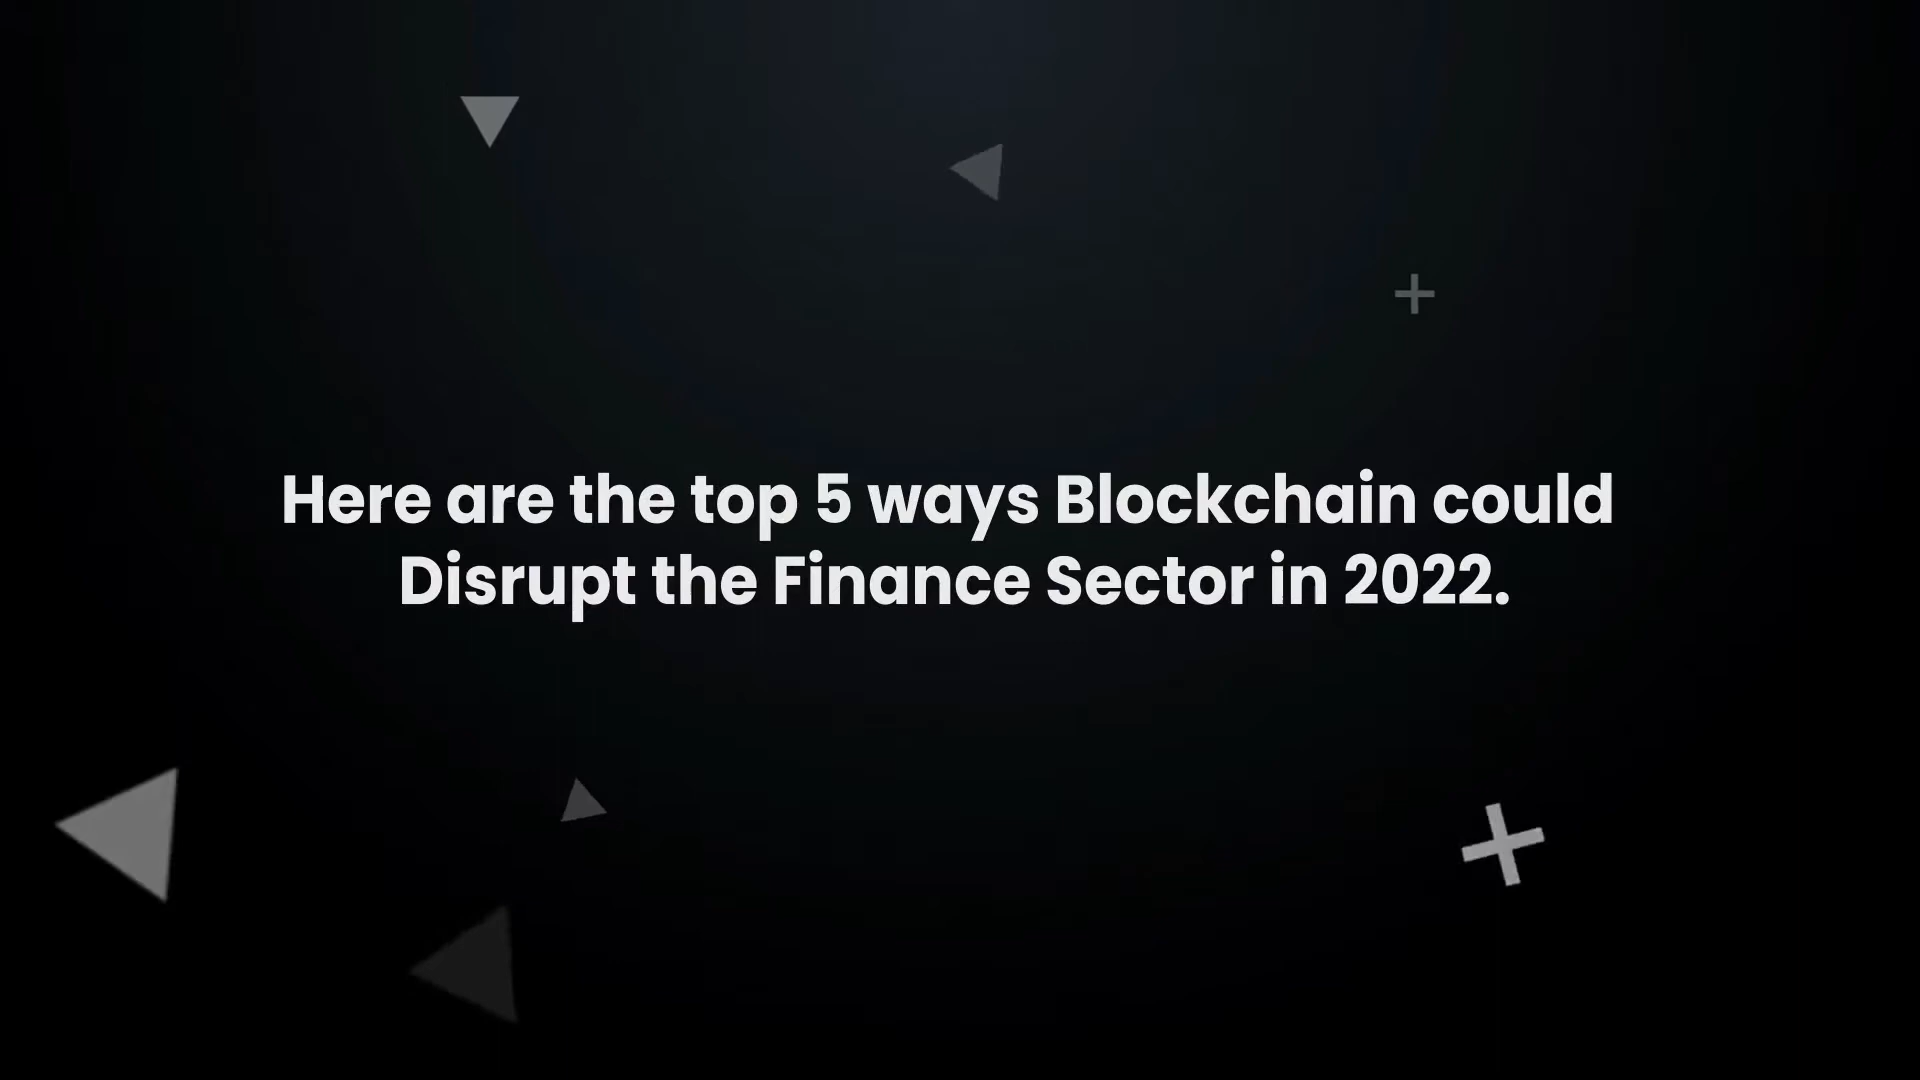 Here are the top 5 ways Blockchain could
Disrupt the Finance Sector in 2022.